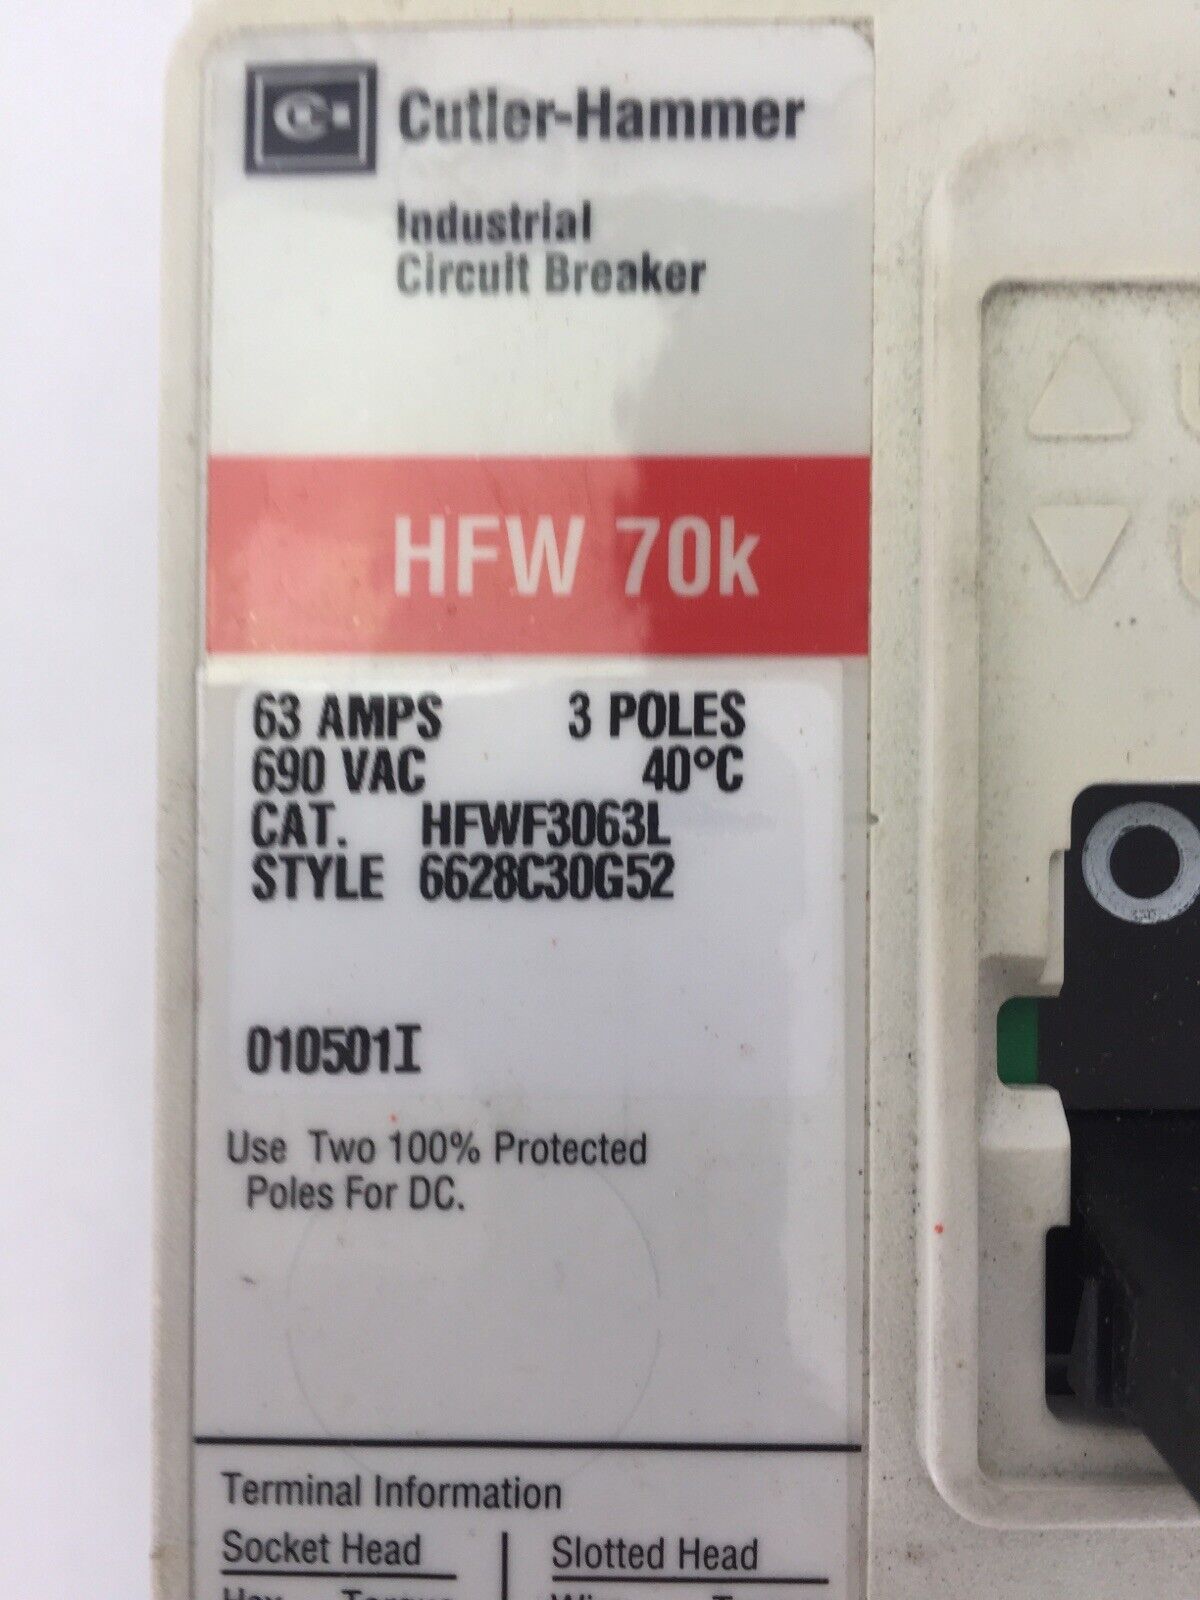 Cutler-Hammer
Industrial
Circuit Breaker
HFW 70k
63 AMPS 3 POLES
690 VAC 40°C
CAT. HFWF3063L
STYLE 6628C30G52
010501I
Use Two 100% Protected
Poles For DC.
Terminal Information
Socket Head Slotted Head